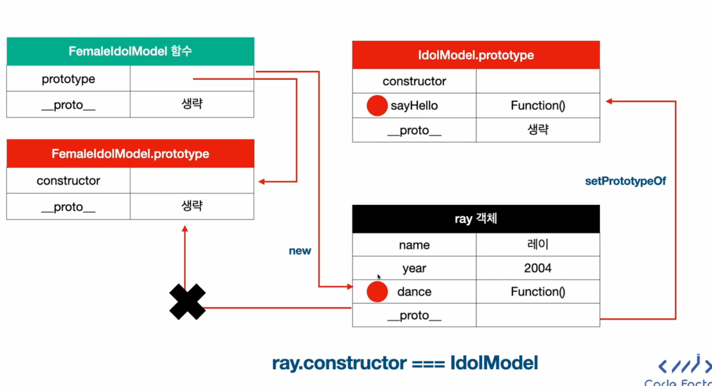 FemaleIdolModel 함수
prototype
__proto__ 생략
FemaleIdolModel.prototype
constructor
__proto__ 생략
IdolModel.prototype
constructor
sayHello Function()
__proto__ 생략
setPrototypeOf
new
ray 객체
name 레이
year 2004
dance Function()
__proto__
ray.constructor === IdolModel
Code Facto